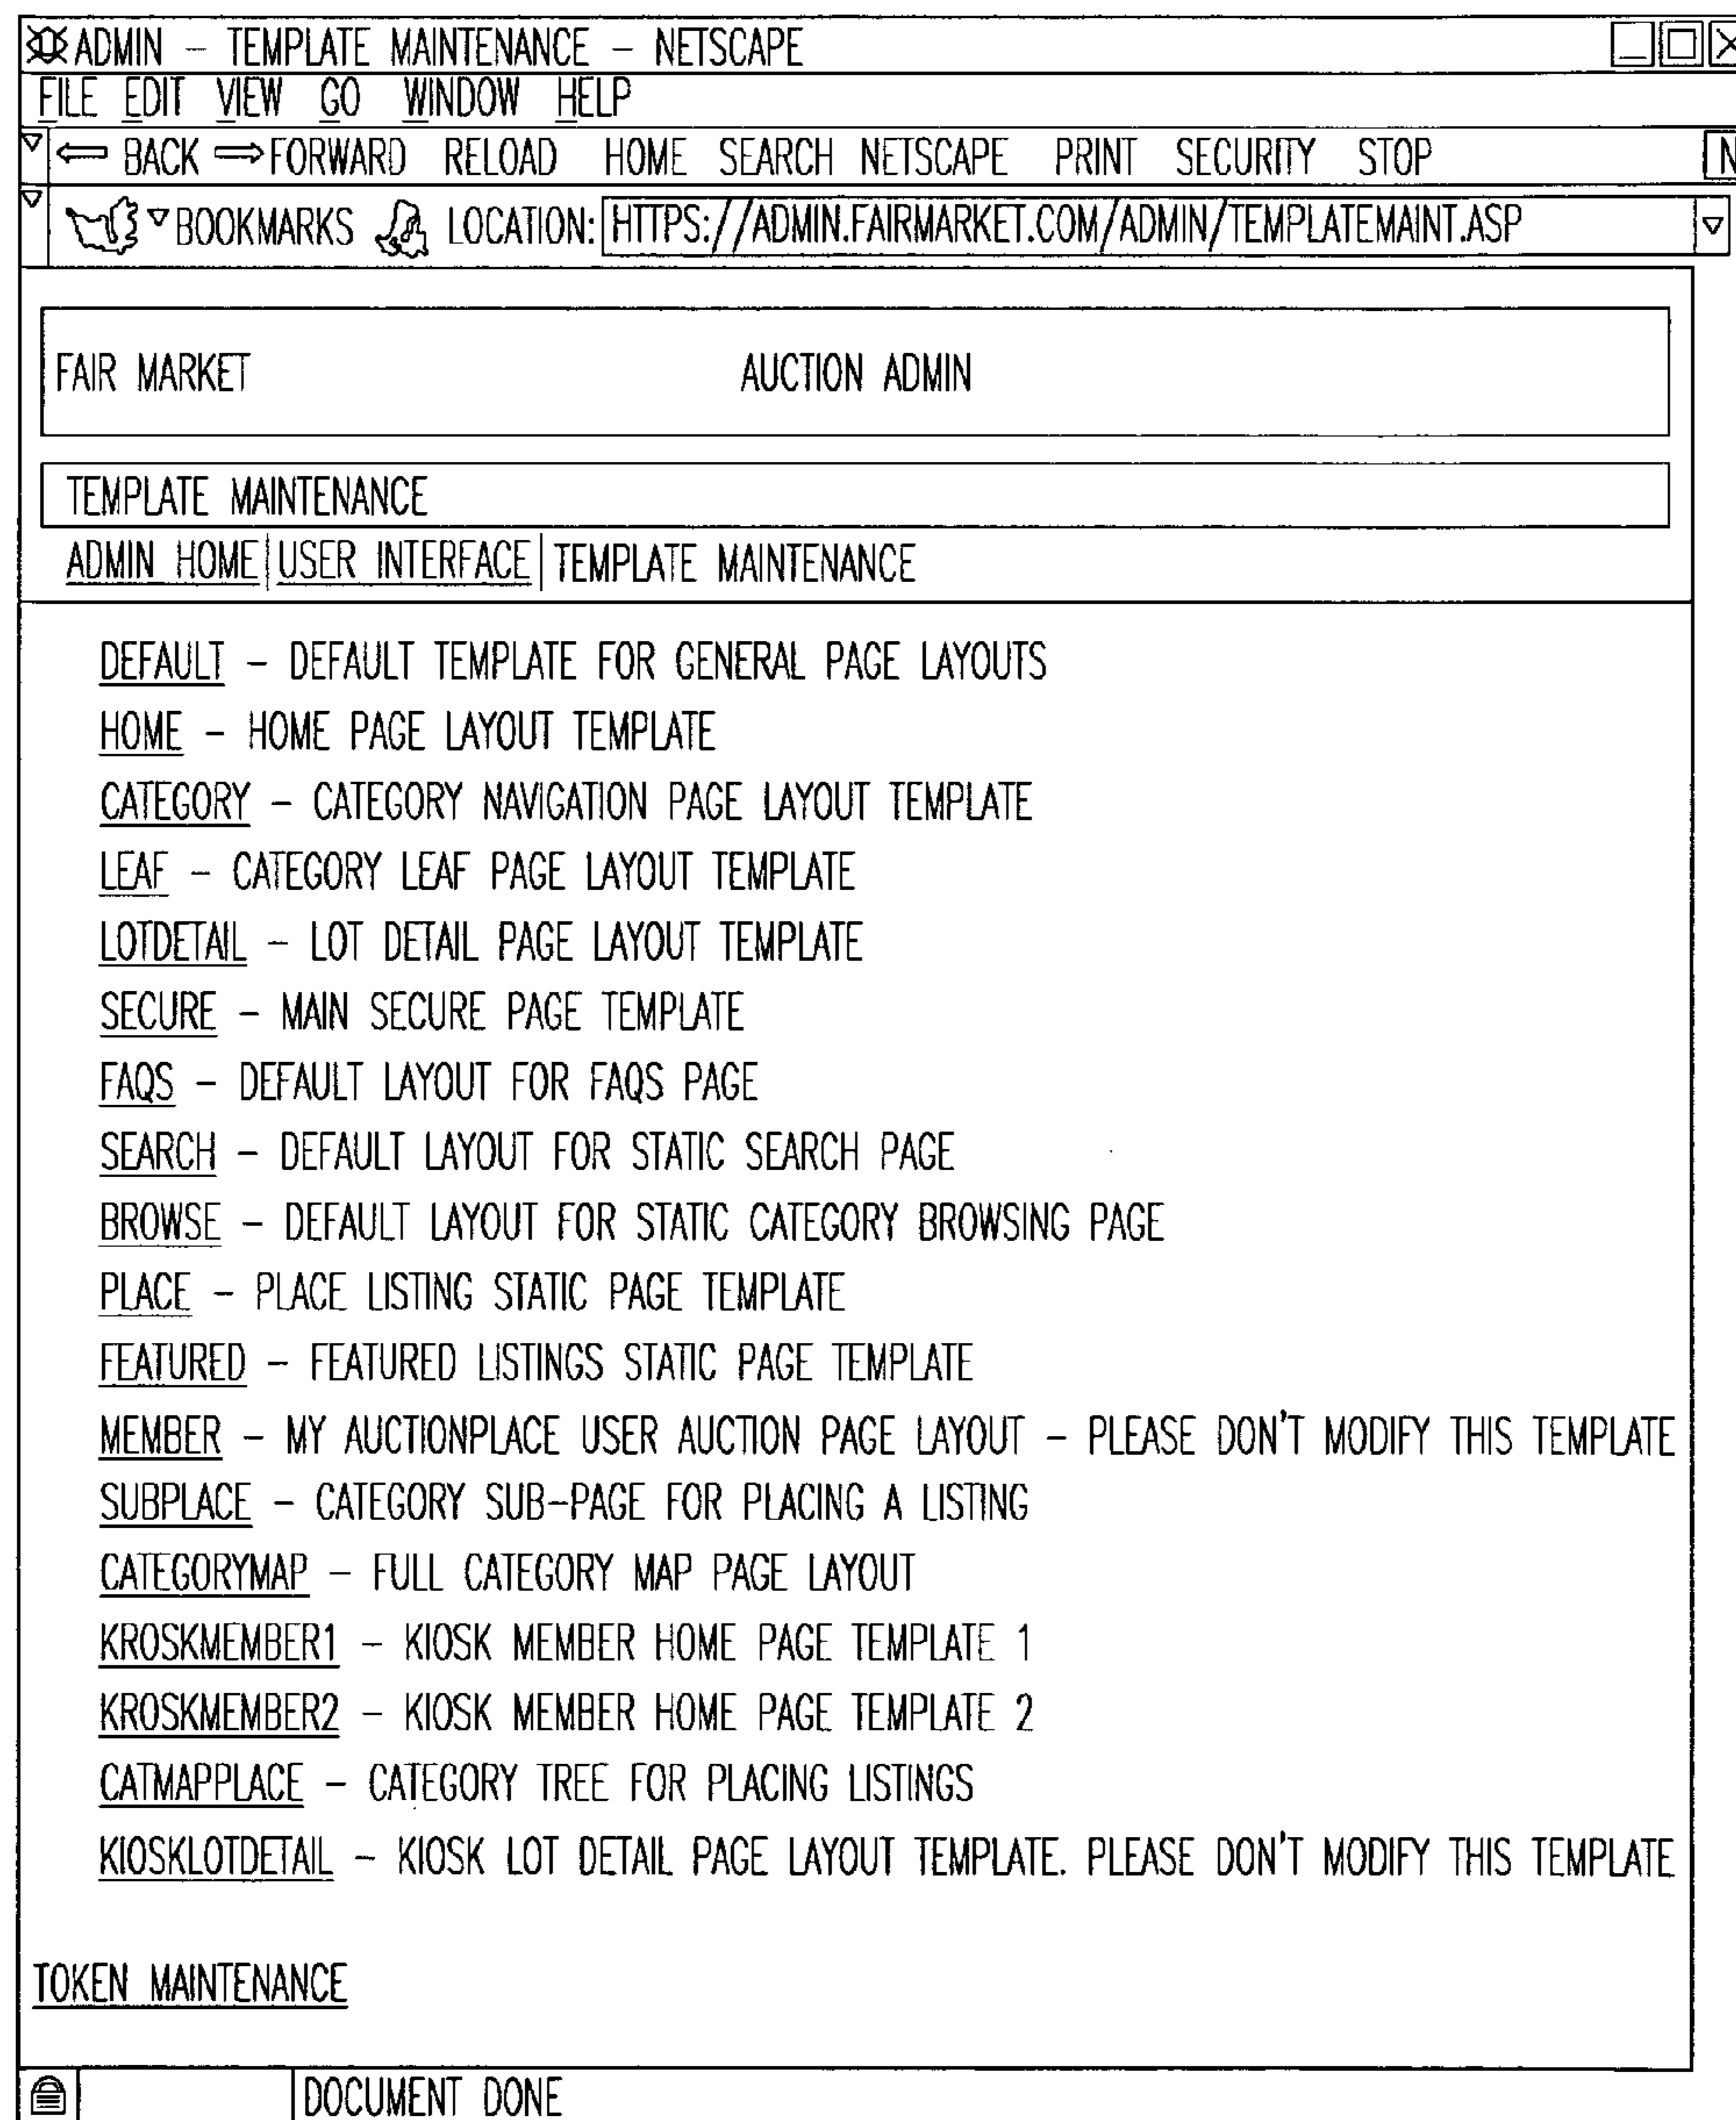 ADMIN – TEMPLATE MAINTENANCE – NETSCAPE
FILE EDIT VIEW GO WINDOW HELP
BACK FORWARD RELOAD HOME SEARCH NETSCAPE PRINT SECURITY STOP N
BOOKMARKS LOCATION: HTTPS://ADMIN.FAIRMARKET.COM/ADMIN/TEMPLATEMAINT.ASP
FAIR MARKET AUCTION ADMIN
TEMPLATE MAINTENANCE
ADMIN HOME|USER INTERFACE|TEMPLATE MAINTENANCE
DEFAULT – DEFAULT TEMPLATE FOR GENERAL PAGE LAYOUTS
HOME – HOME PAGE LAYOUT TEMPLATE
CATEGORY – CATEGORY NAVIGATION PAGE LAYOUT TEMPLATE
LEAF – CATEGORY LEAF PAGE LAYOUT TEMPLATE
LOTDETAIL – LOT DETAIL PAGE LAYOUT TEMPLATE
SECURE – MAIN SECURE PAGE TEMPLATE
FAQS – DEFAULT LAYOUT FOR FAQS PAGE
SEARCH – DEFAULT LAYOUT FOR STATIC SEARCH PAGE
BROWSE – DEFAULT LAYOUT FOR STATIC CATEGORY BROWSING PAGE
PLACE – PLACE LISTING STATIC PAGE TEMPLATE
FEATURED – FEATURED LISTINGS STATIC PAGE TEMPLATE
MEMBER – MY AUCTIONPLACE USER AUCTION PAGE LAYOUT – PLEASE DON'T MODIFY THIS TEMPLATE
SUBPLACE – CATEGORY SUB-PAGE FOR PLACING A LISTING
CATEGORYMAP – FULL CATEGORY MAP PAGE LAYOUT
KROSKMEMBER1 – KIOSK MEMBER HOME PAGE TEMPLATE 1
KROSKMEMBER2 – KIOSK MEMBER HOME PAGE TEMPLATE 2
CATMAPPLACE – CATEGORY TREE FOR PLACING LISTINGS
KIOSKLOTDETAIL – KIOSK LOT DETAIL PAGE LAYOUT TEMPLATE. PLEASE DON'T MODIFY THIS TEMPLATE
TOKEN MAINTENANCE
DOCUMENT DONE